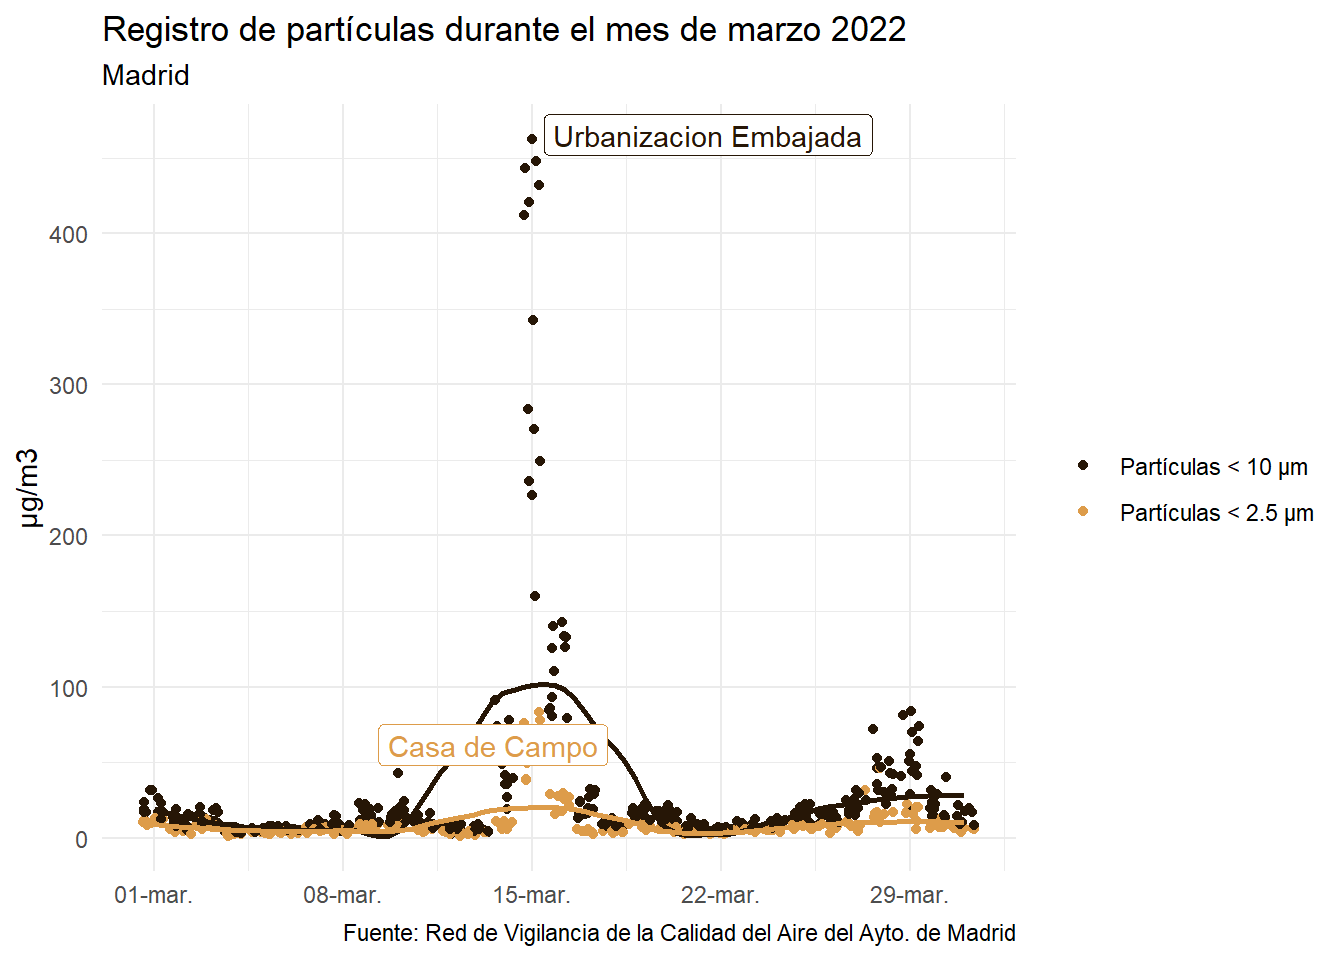 Registro de partículas durante el mes de marzo 2022
Madrid
Urbanizacion Embajada
Casa de Campo
µg/m3
400
300
200
100
0
01-mar.
08-mar.
15-mar.
22-mar.
29-mar.
Partículas < 10 µm
Partículas < 2.5 µm
Fuente: Red de Vigilancia de la Calidad del Aire del Ayto. de Madrid